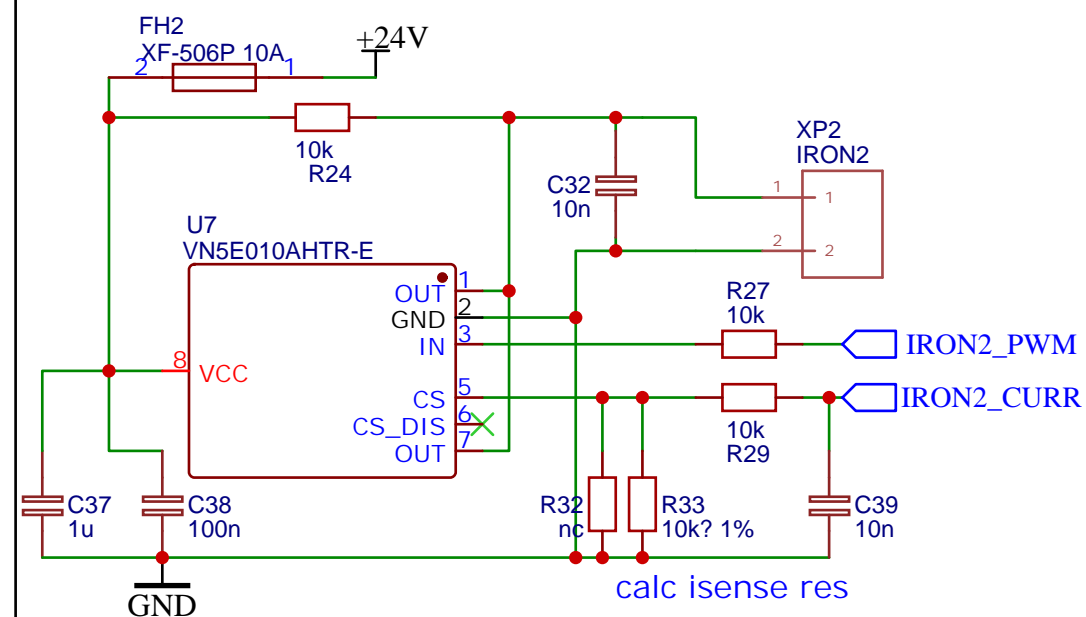 FH2
XF-506P 10A
+24V
2
1
10k
R24
XP2
IRON2
C32
10n
1
1
2
2
U7
VN5E010AHTR-E
OUT
1
GND
2
IN
3
8
VCC
CS
5
CS_DIS
6
OUT
7
R27
10k
IRON2_PWM
IRON2_CURR
10k
R29
C37
1u
C38
100n
R32
nc
R33
10k? 1%
C39
10n
calc isense res
GND